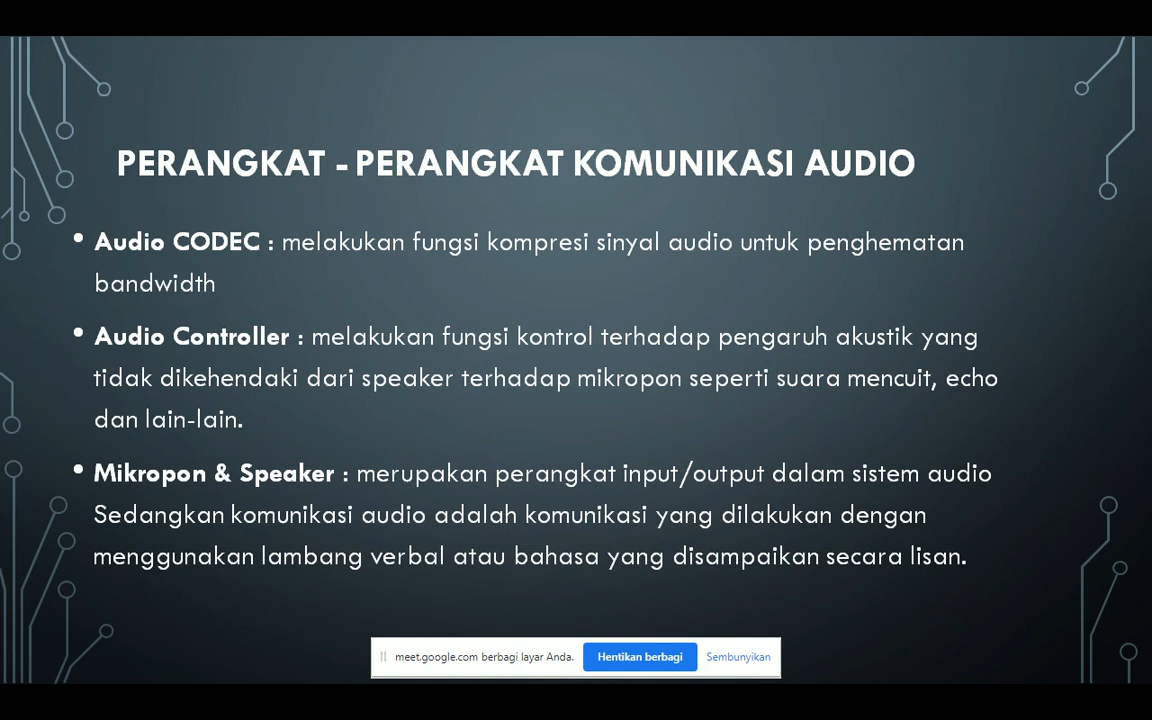 PERANGKAT - PERANGKAT KOMUNIKASI AUDIO
• Audio CODEC : melakukan fungsi kompresi sinyal audio untuk penghematan
bandwidth
• Audio Controller : melakukan fungsi kontrol terhadap pengaruh akustik yang
tidak dikehendaki dari speaker terhadap mikropon seperti suara mencuit, echo
dan lain-lain.
• Mikropon & Speaker : merupakan perangkat input/output dalam sistem audio
Sedangkan komunikasi audio adalah komunikasi yang dilakukan dengan
menggunakan lambang verbal atau bahasa yang disampaikan secara lisan.
meet.google.com berbagi layar Anda. Hentikan berbagi Sembunyikan